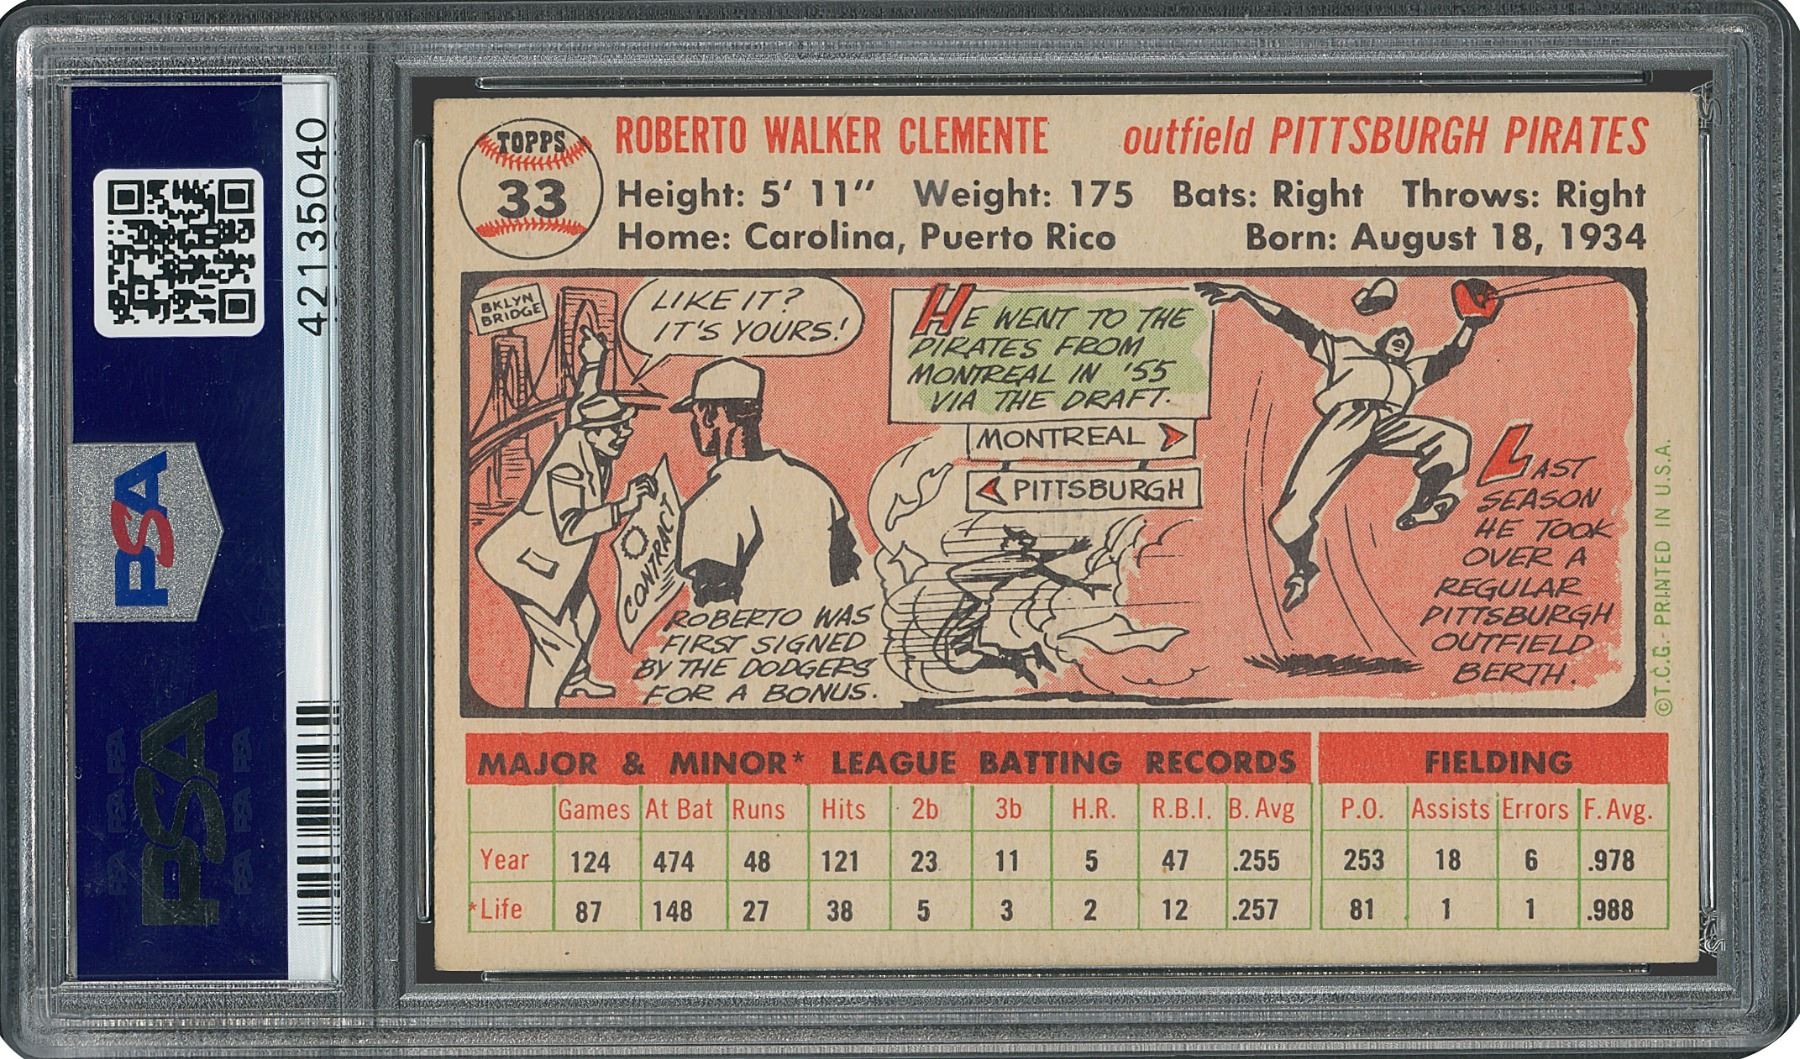 42135040
PSA
PSA
TOPPS
33
ROBERTO WALKER CLEMENTE outfield PITTSBURGH PIRATES
Height: 5' 11" Weight: 175 Bats: Right Throws: Right
Home: Carolina, Puerto Rico Born: August 18, 1934
BKLYN
BRIDGE
LIKE IT?
IT'S YOURS!
CONTRACT
ROBERTO WAS
FIRST SIGNED
BY THE DODGERS
FOR A BONUS.
HE WENT TO THE
PIRATES FROM
MONTREAL IN '55
VIA THE DRAFT.
MONTREAL
PITTSBURGH
LAST
SEASON
HE TOOK
OVER A
REGULAR
PITTSBURGH
OUTFIELD
BERTH.
© T.C.G.- PRINTED IN U.S.A.
MAJOR & MINOR* LEAGUE BATTING RECORDS FIELDING
Games At Bat Runs Hits 2b 3b H.R. R.B.I. B. Avg P.O. Assists Errors F. Avg.
Year 124 474 48 121 23 11 5 47 .255 253 18 6 .978
*Life 87 148 27 38 5 3 2 12 .257 81 1 1 .988